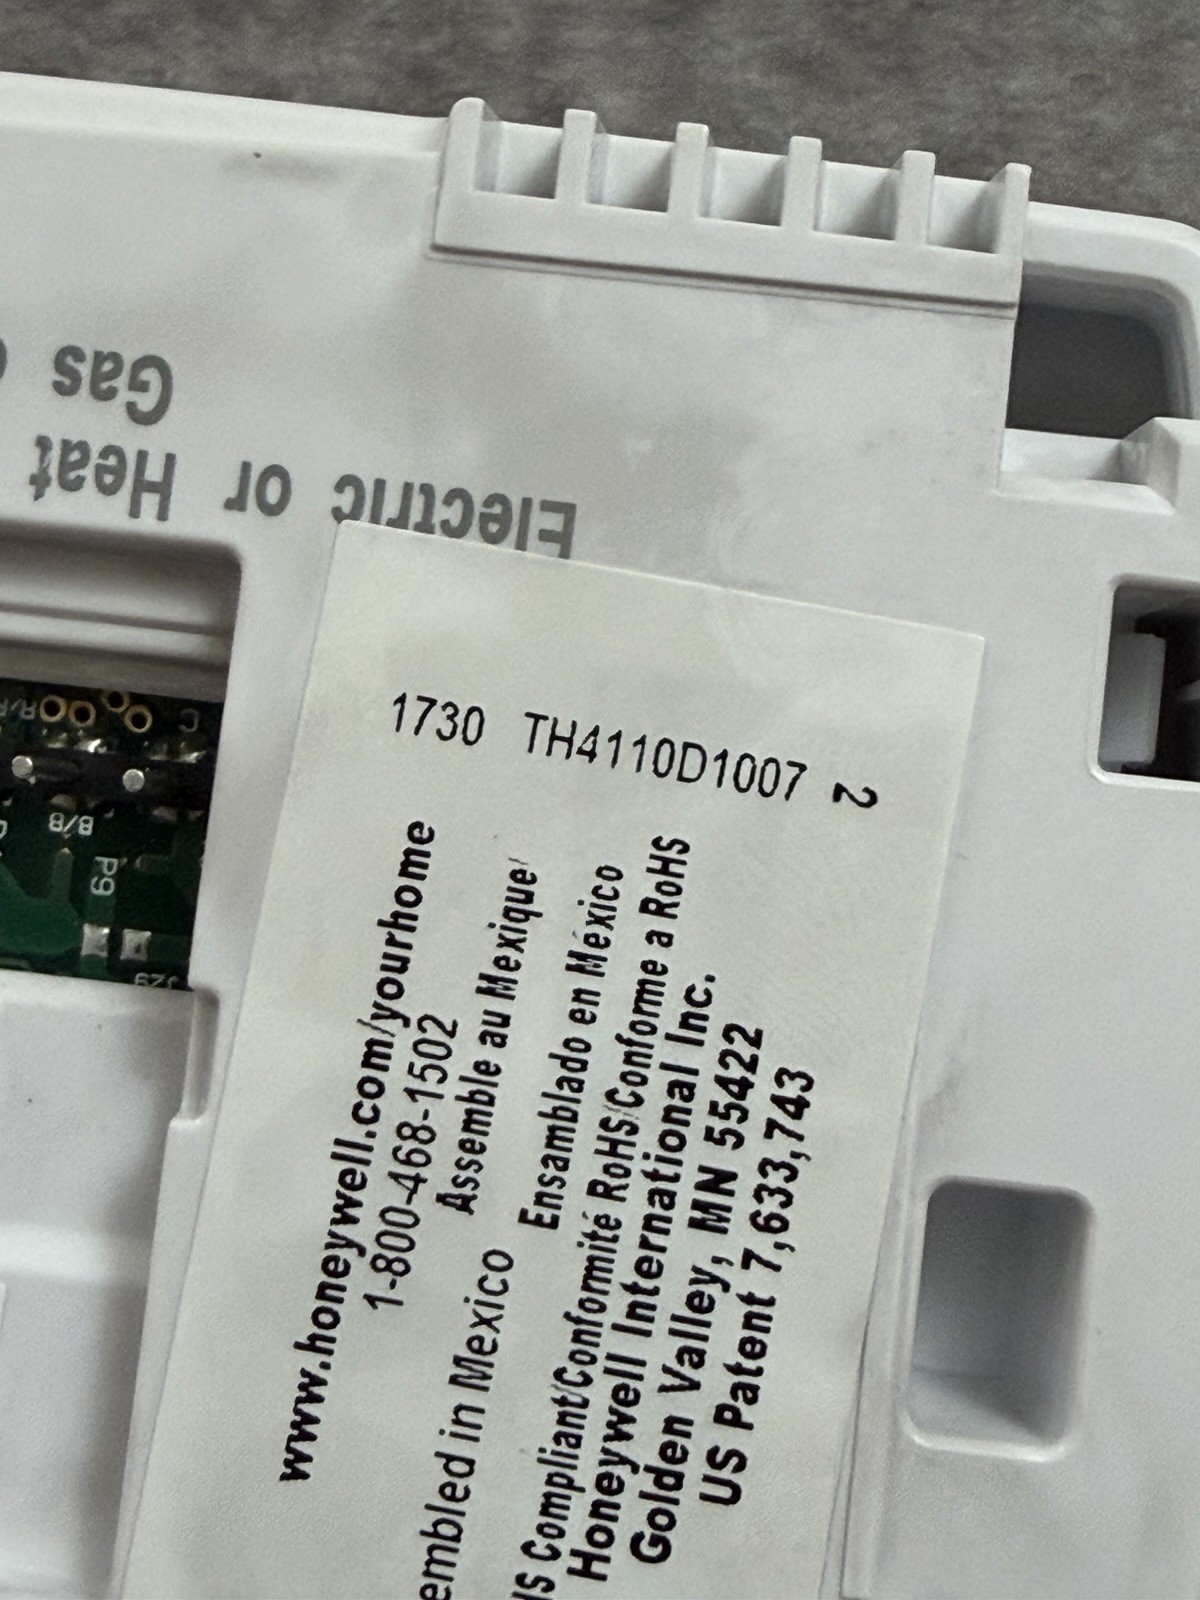 Electric or Heat
Gas
1730 TH4110D1007 2
www.honeywell.com/yourhome
1-800-468-1502
Assemble au Mexique
embled in Mexico Ensamblado en México
Compliant/Conformité RoHS/Conforme a RoHS
Honeywell International Inc.
Golden Valley, MN 55422
US Patent 7,633,743
C
B/B
P9